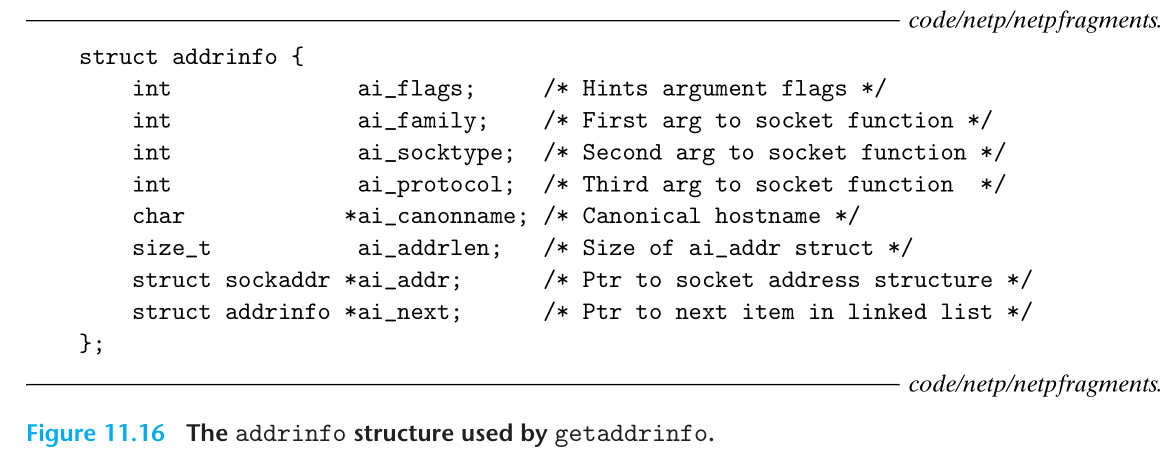 code/netp/netpfragments.
struct addrinfo {
    int              ai_flags;     /* Hints argument flags */
    int              ai_family;    /* First arg to socket function */
    int              ai_socktype;  /* Second arg to socket function */
    int              ai_protocol;  /* Third arg to socket function  */
    char            *ai_canonname; /* Canonical hostname */
    size_t           ai_addrlen;   /* Size of ai_addr struct */
    struct sockaddr *ai_addr;      /* Ptr to socket address structure */
    struct addrinfo *ai_next;      /* Ptr to next item in linked list */
};
code/netp/netpfragments.
Figure 11.16 The addrinfo structure used by getaddrinfo.